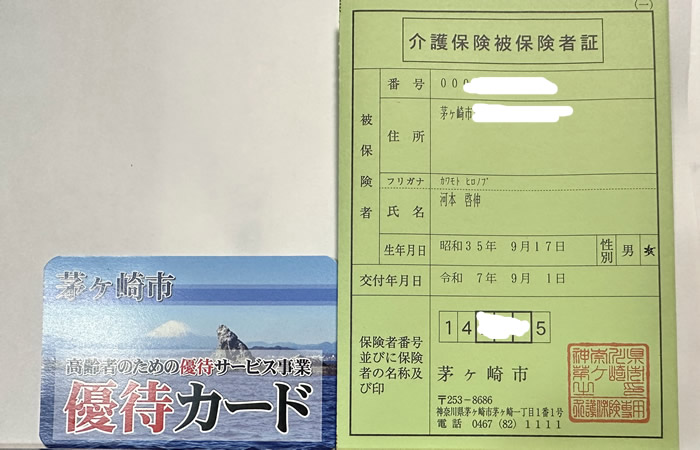 茅ヶ崎市
高齢者のための優待サービス事業
優待カード
(一)
介護保険被保険者証
被保険者
番号 000
住所 茅ヶ崎市
フリガナ カワモト ヒロノブ
氏名 河本 啓伸
生年月日 昭和35年 9月17日 性別 男 女
交付年月日 令和 7年 9月 1日
保険者番号
並びに保険
者の名称及
び印
14 5
茅ヶ崎市
〒253-8686
神奈川県茅ヶ崎市茅ヶ崎一丁目1番1号
電話 0467 (82) 1111